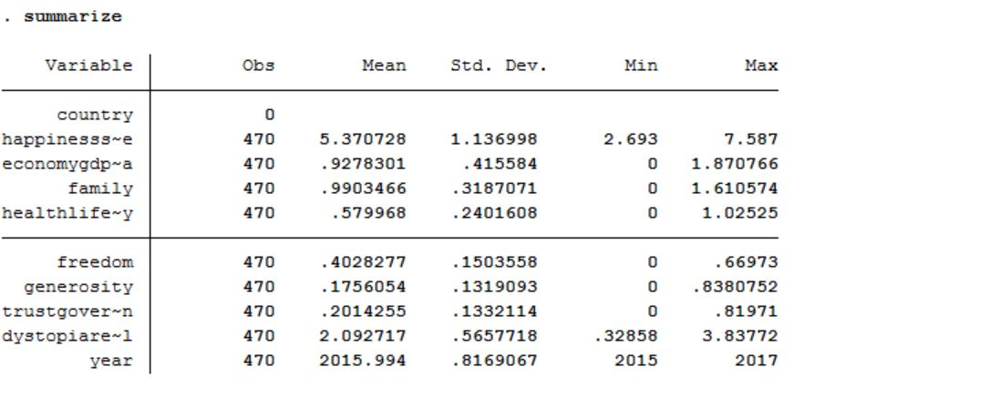 . summarize
Variable Obs Mean Std. Dev. Min Max
country 0
happinesss~e 470 5.370728 1.136998 2.693 7.587
economygdp~a 470 .9278301 .415584 0 1.870766
family 470 .9903466 .3187071 0 1.610574
healthlife~y 470 .579968 .2401608 0 1.02525
freedom 470 .4028277 .1503558 0 .66973
generosity 470 .1756054 .1319093 0 .8380752
trustgover~n 470 .2014255 .1332114 0 .81971
dystopiare~l 470 2.092717 .5657718 .32858 3.83772
year 470 2015.994 .8169067 2015 2017